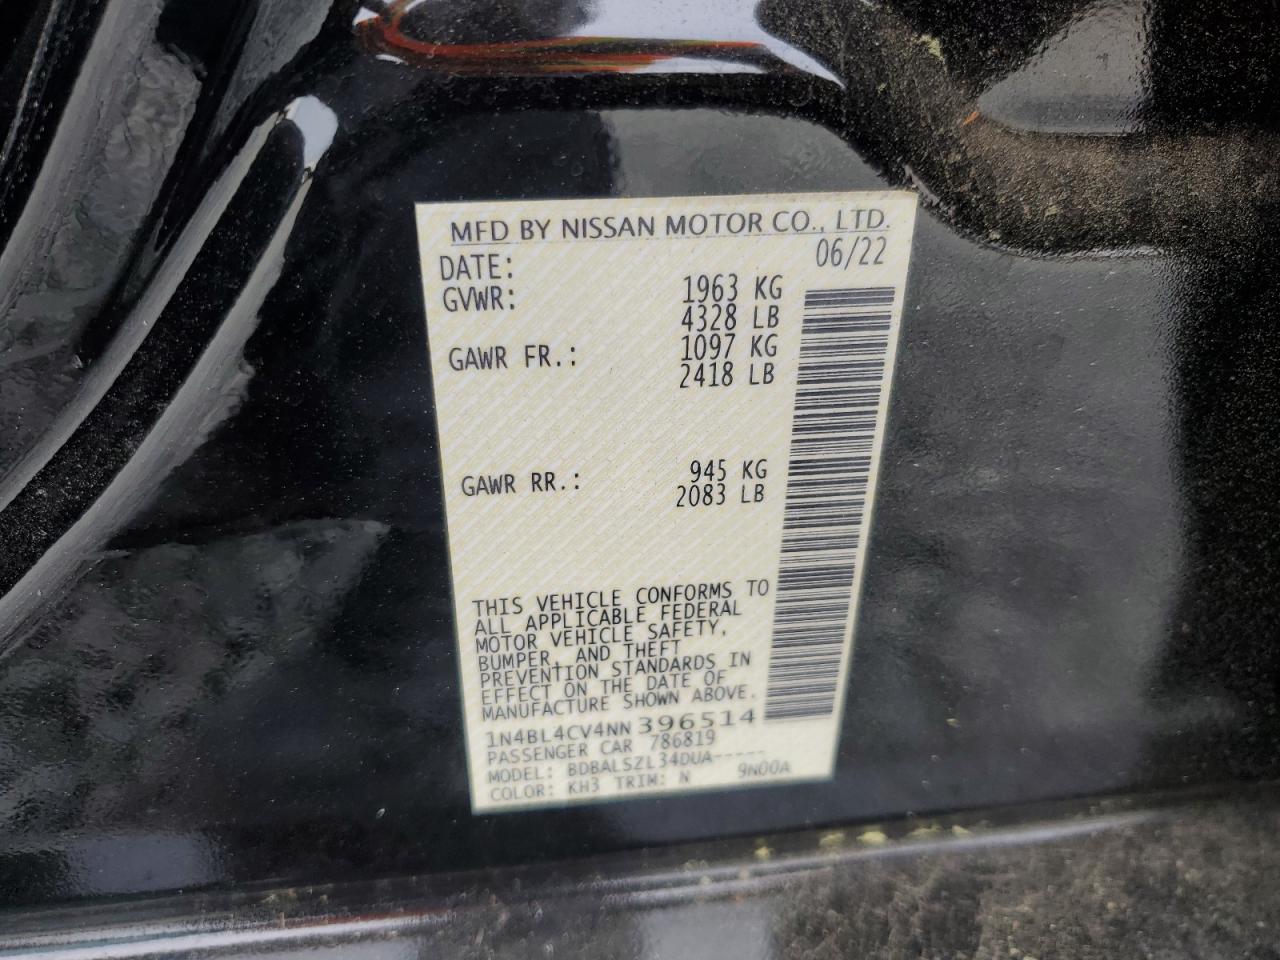 MFD BY NISSAN MOTOR CO., LTD.
DATE: 06/22
GVWR: 1963 KG
4328 LB
GAWR FR.: 1097 KG
2418 LB
GAWR RR.: 945 KG
2083 LB
THIS VEHICLE CONFORMS TO
ALL APPLICABLE FEDERAL
MOTOR VEHICLE SAFETY,
BUMPER, AND THEFT
PREVENTION STANDARDS IN
EFFECT ON THE DATE OF
MANUFACTURE SHOWN ABOVE.
1N4BL4CV4NN396514
PASSENGER CAR 786819
MODEL: BDBALSZL34DUA-----
COLOR: KH3 TRIM: N 9N00A